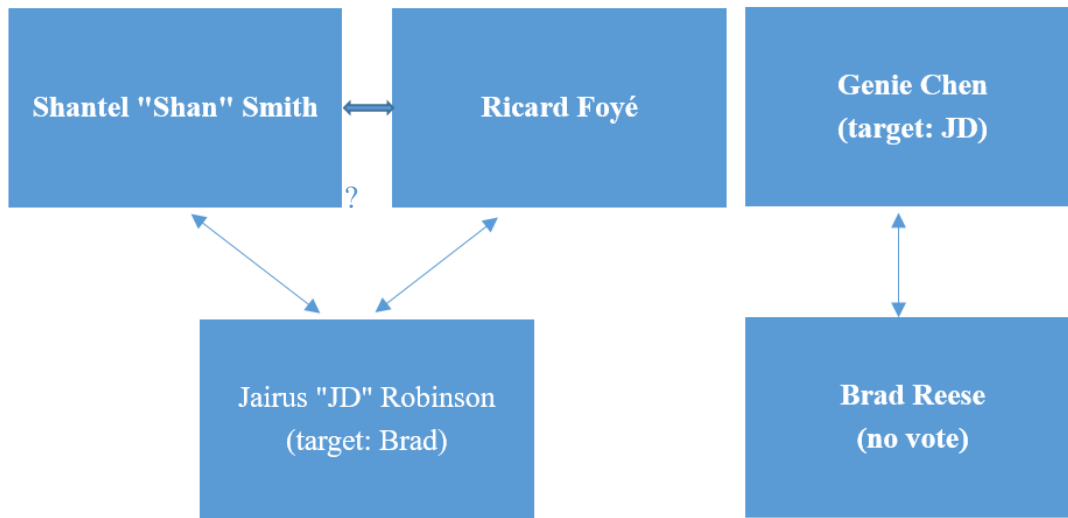 Shantel "Shan" Smith
Ricard Foyé
Genie Chen
(target: JD)
?
Jairus "JD" Robinson
(target: Brad)
Brad Reese
(no vote)